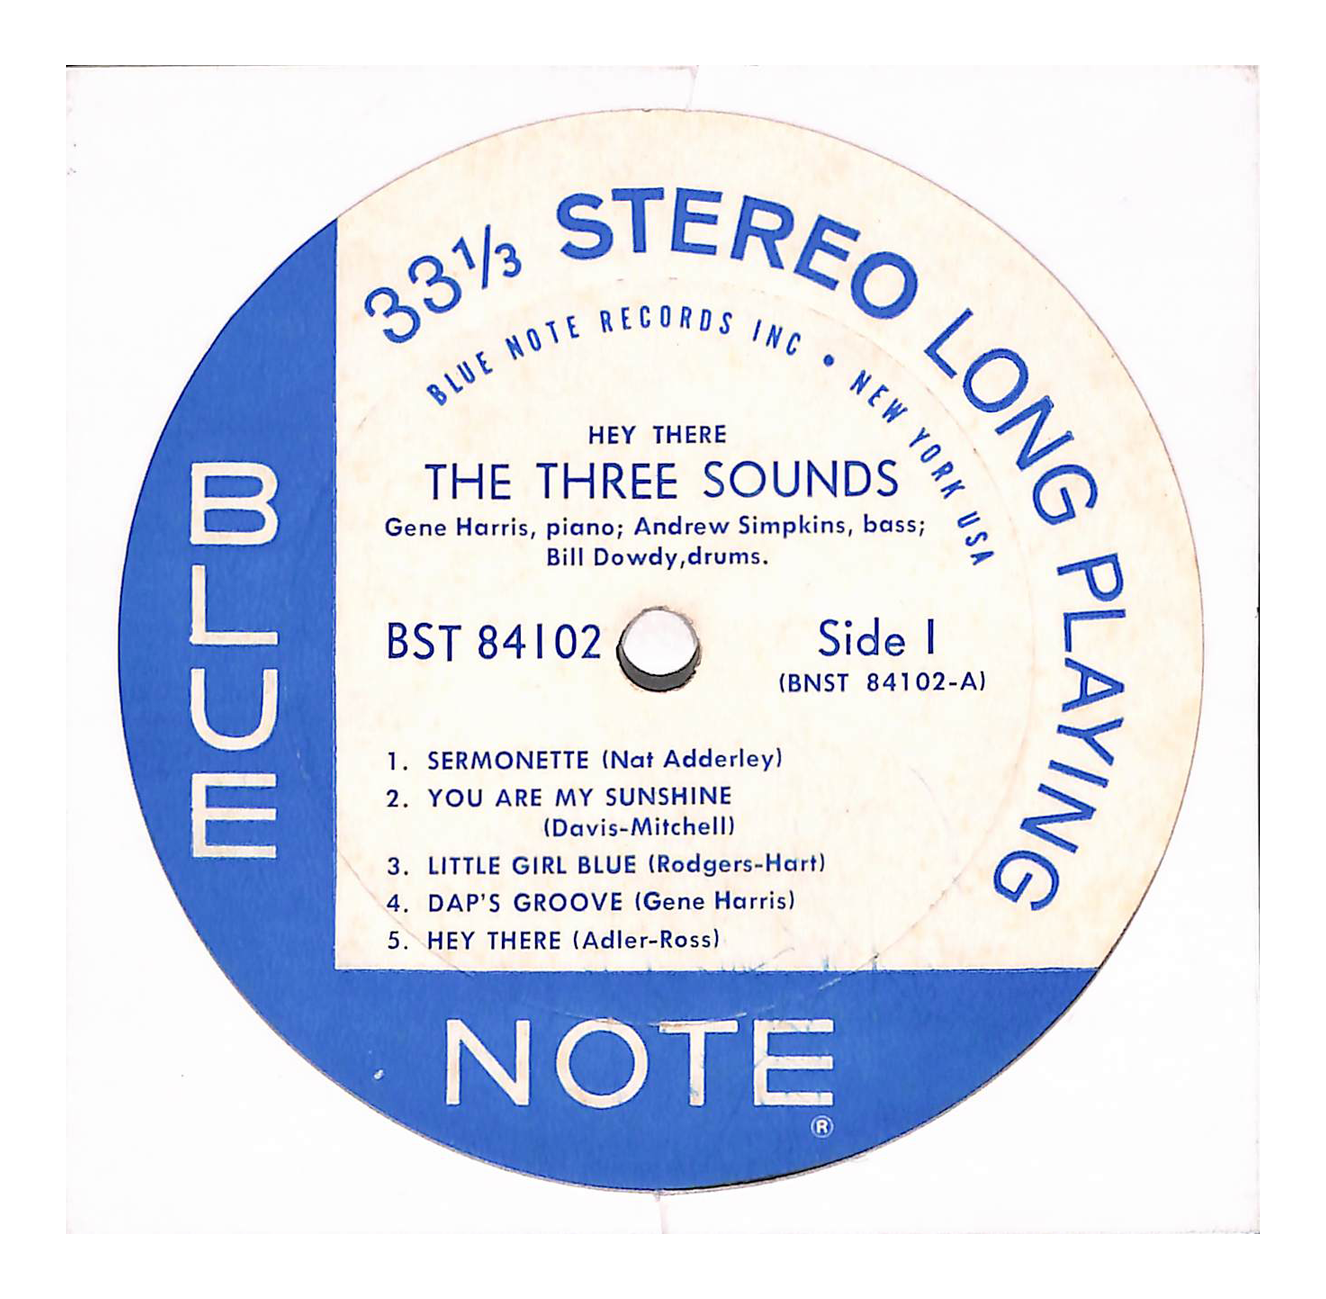 33 1/3 STEREO LONG PLAYING
BLUE NOTE RECORDS INC • NEW YORK USA
HEY THERE
THE THREE SOUNDS
Gene Harris, piano; Andrew Simpkins, bass;
Bill Dowdy,drums.
BST 84102
Side 1
(BNST 84102-A)
1. SERMONETTE (Nat Adderley)
2. YOU ARE MY SUNSHINE
(Davis-Mitchell)
3. LITTLE GIRL BLUE (Rodgers-Hart)
4. DAP'S GROOVE (Gene Harris)
5. HEY THERE (Adler-Ross)
BLUE
NOTE
®